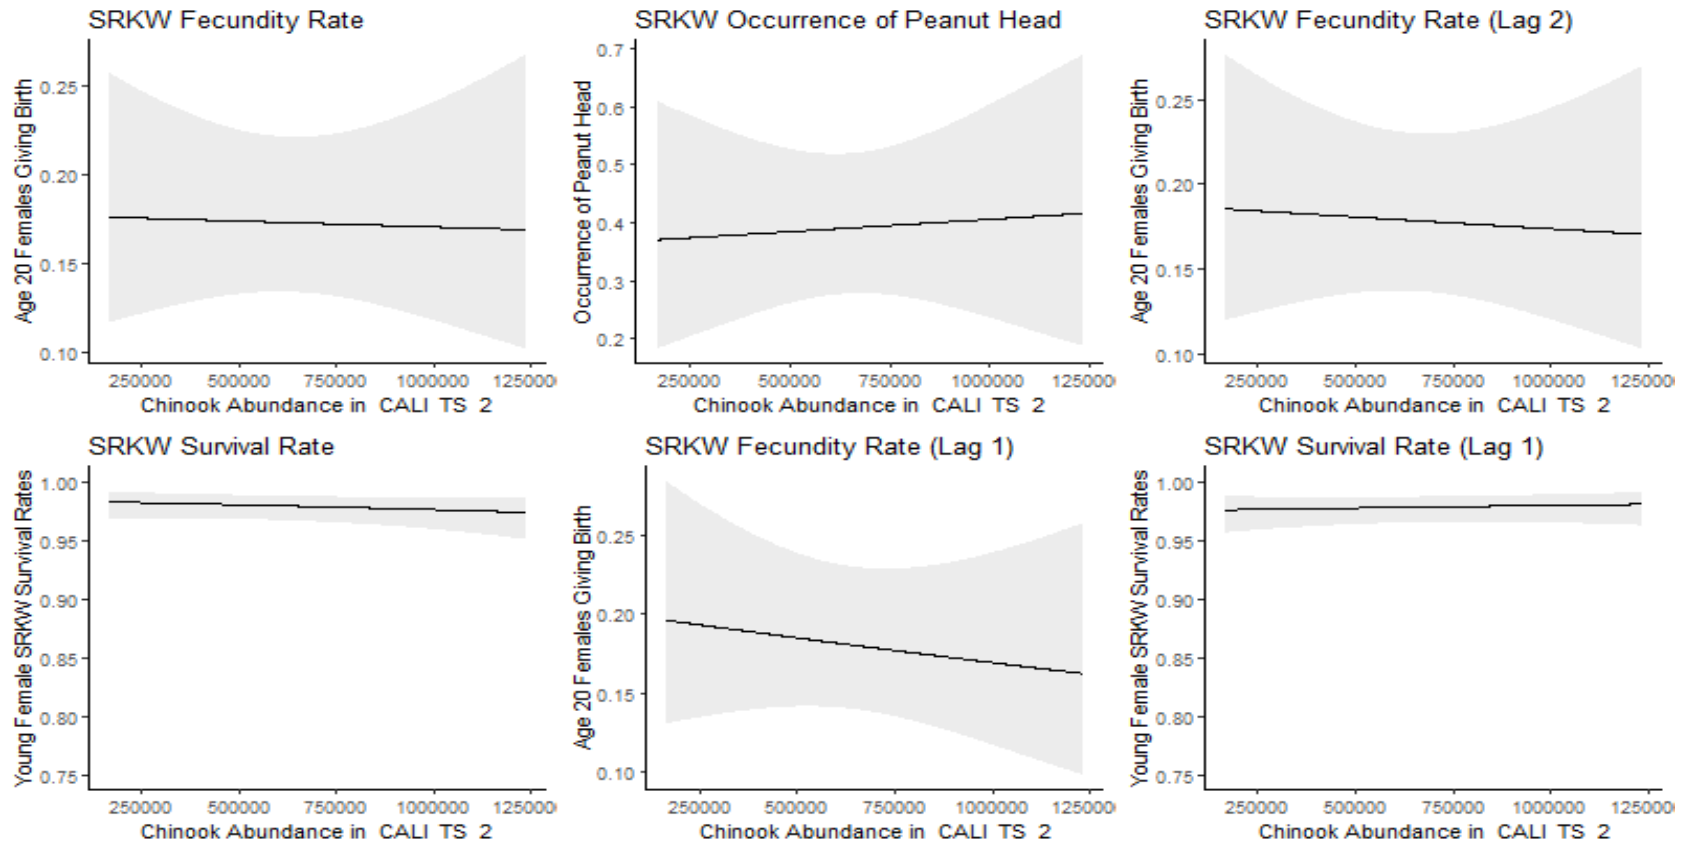 SRKW Fecundity Rate
Age 20 Females Giving Birth
0.25
0.20
0.15
0.10
250000 500000 750000 1000000 125000
Chinook Abundance in CALI TS 2
SRKW Occurrence of Peanut Head
Occurrence of Peanut Head
0.7
0.6
0.5
0.4
0.3
0.2
250000 500000 750000 1000000 125000
Chinook Abundance in CALI TS 2
SRKW Fecundity Rate (Lag 2)
Age 20 Females Giving Birth
0.25
0.20
0.15
0.10
250000 500000 750000 1000000 125000
Chinook Abundance in CALI TS 2
SRKW Survival Rate
Young Female SRKW Survival Rates
1.00
0.95
0.90
0.85
0.80
0.75
250000 500000 750000 1000000 125000
Chinook Abundance in CALI TS 2
SRKW Fecundity Rate (Lag 1)
Age 20 Females Giving Birth
0.25
0.20
0.15
0.10
250000 500000 750000 1000000 125000
Chinook Abundance in CALI TS 2
SRKW Survival Rate (Lag 1)
Young Female SRKW Survival Rates
1.00
0.95
0.90
0.85
0.80
0.75
250000 500000 750000 1000000 125000
Chinook Abundance in CALI TS 2